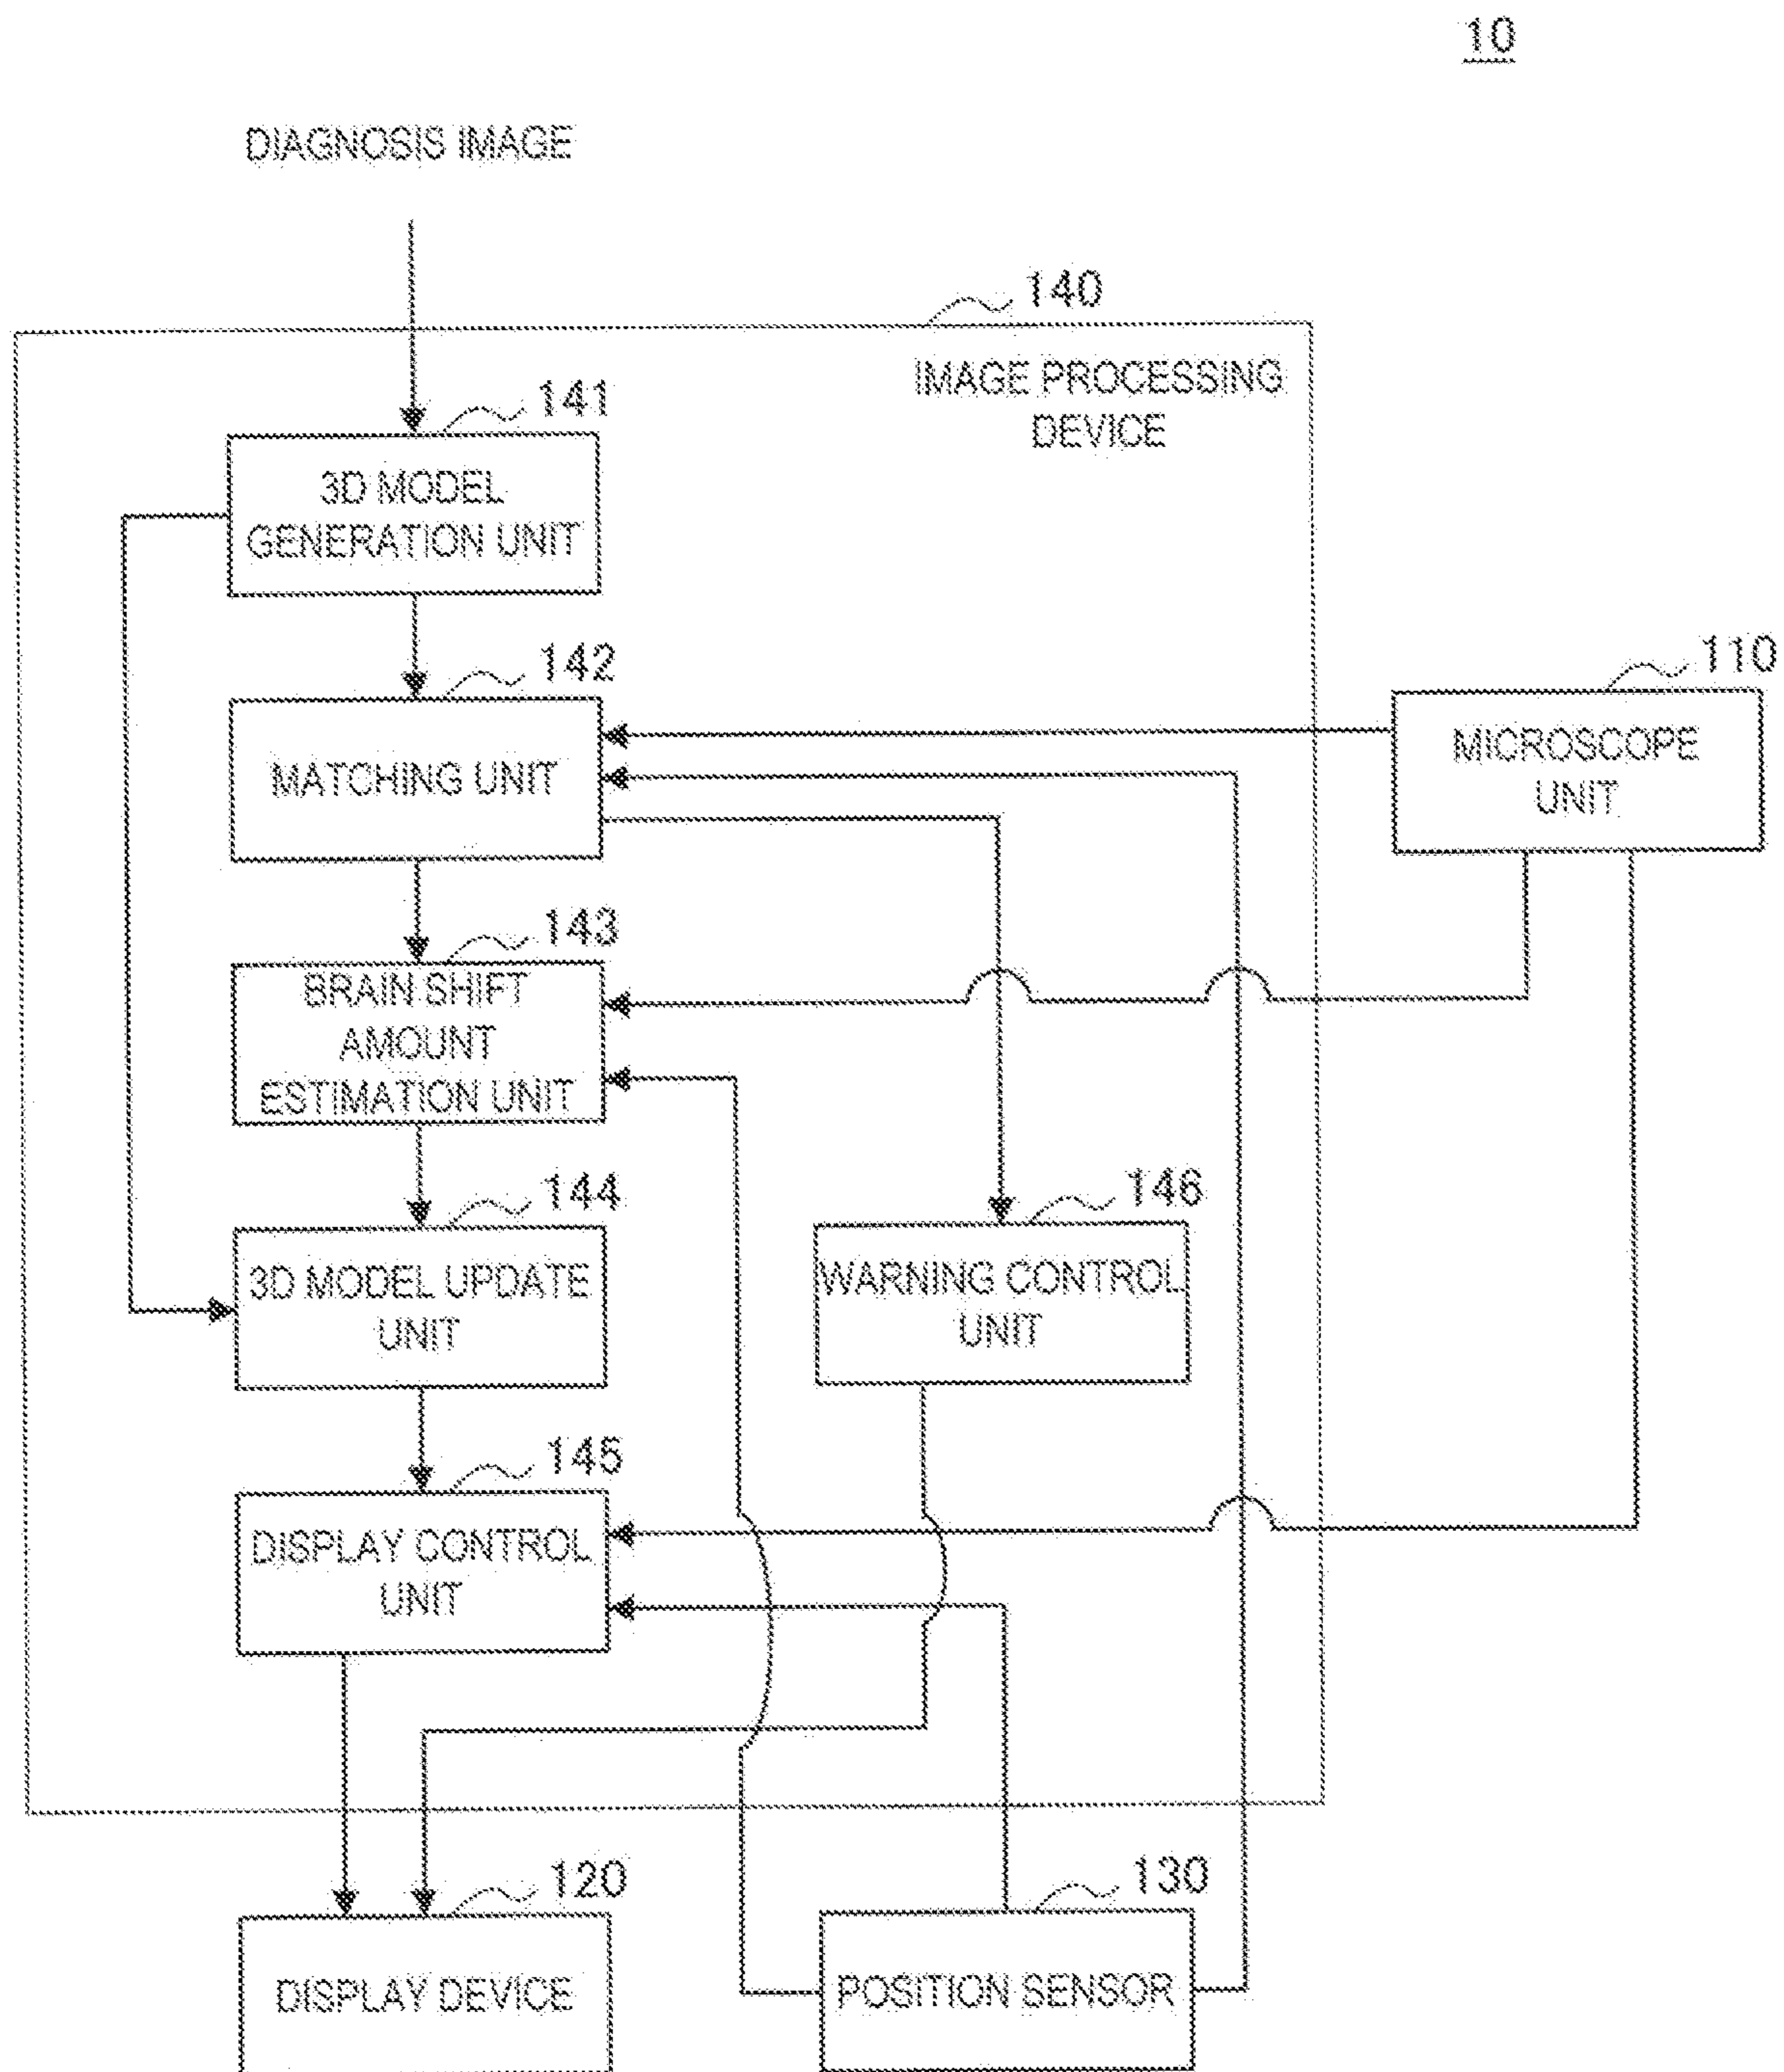 10
DIAGNOSIS IMAGE
140
IMAGE PROCESSING
DEVICE
141
3D MODEL
GENERATION UNIT
142
MATCHING UNIT
110
MICROSCOPE
UNIT
143
BRAIN SHIFT
AMOUNT
ESTIMATION UNIT
144
3D MODEL UPDATE
UNIT
146
WARNING CONTROL
UNIT
145
DISPLAY CONTROL
UNIT
120
DISPLAY DEVICE
130
POSITION SENSOR